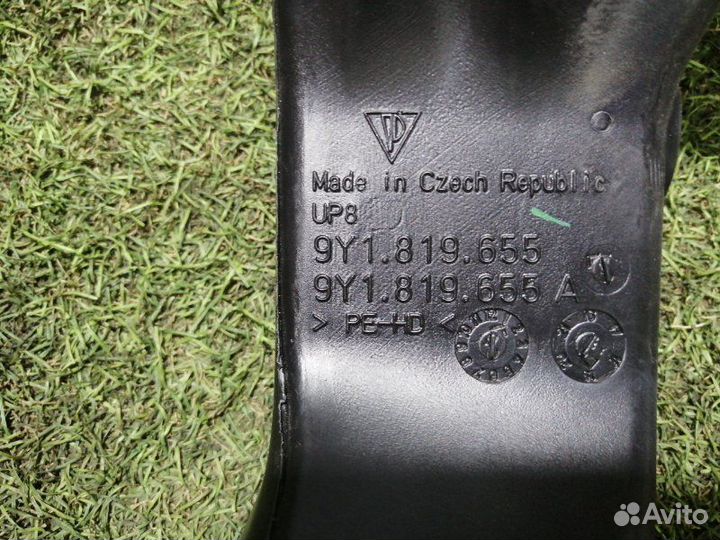 Made in Czech Republic
UP8
9Y1.819.655
9Y1.819.655 A
> PE-HD <
Avito